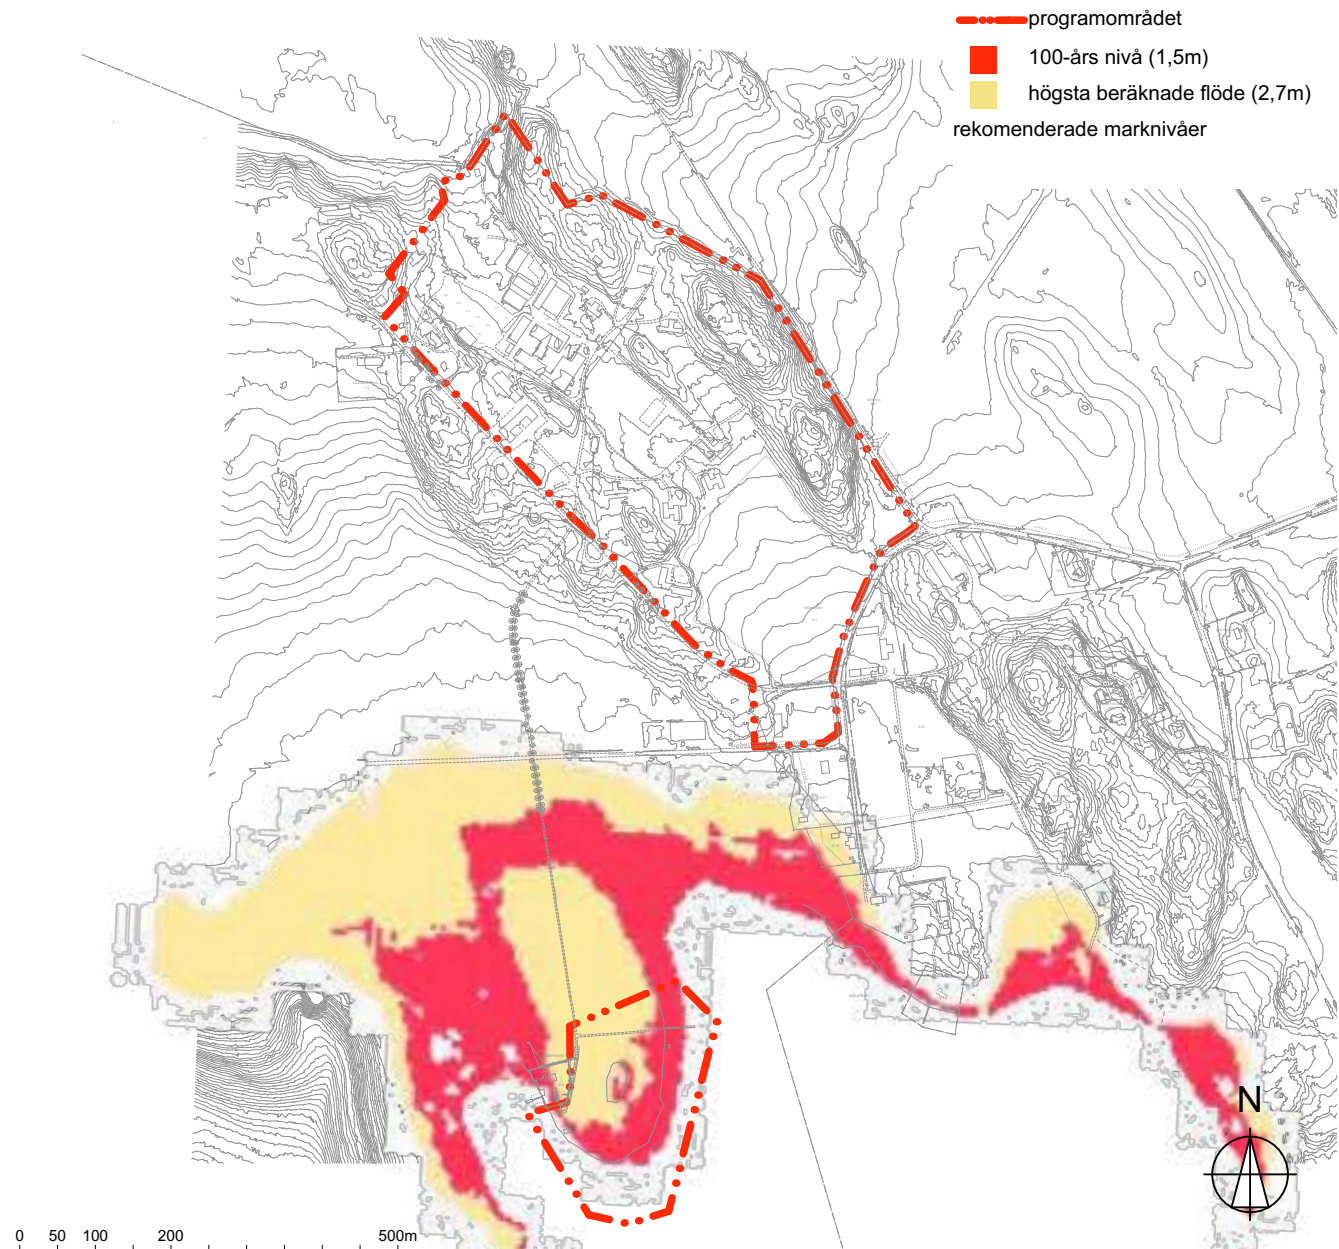 programområdet
100-års nivå (1,5m)
högsta beräknade flöde (2,7m)
rekomenderade marknivåer
N
0 50 100 200 500m